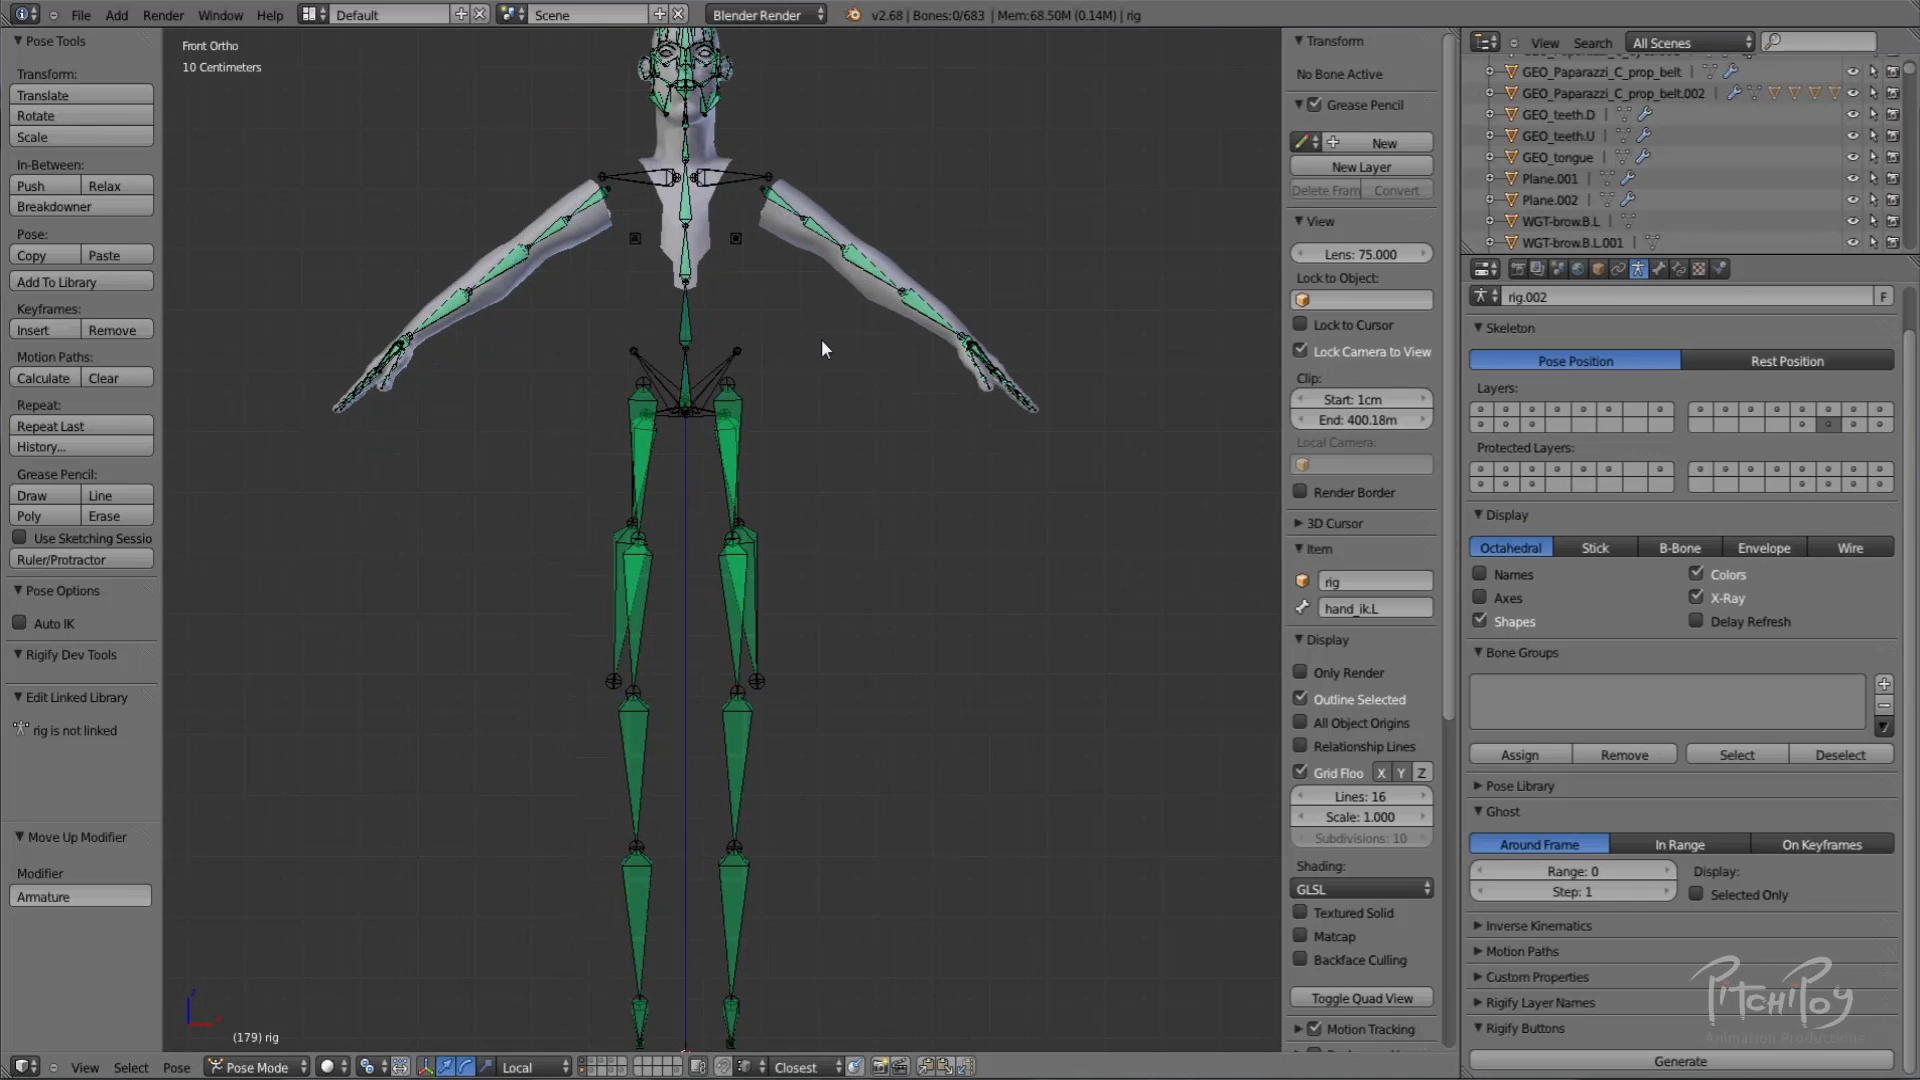 File Add Render Window Help Default Scene Blender Render v2.68 | Bones:0/683 | Mem:68.50M (0.14M) | rig
Pose Tools
Transform:
Translate
Rotate
Scale
In-Between:
Push Relax
Breakdowner
Pose:
Copy Paste
Add To Library
Keyframes:
Insert Remove
Motion Paths:
Calculate Clear
Repeat:
Repeat Last
History...
Grease Pencil:
Draw Line
Poly Erase
Use Sketching Sessio
Ruler/Protractor
Pose Options
Auto IK
Rigify Dev Tools
Edit Linked Library
rig is not linked
Move Up Modifier
Modifier
Armature
Front Ortho
10 Centimeters
(179) rig
Transform
No Bone Active
Grease Pencil
New
New Layer
Delete Fram Convert
View
Lens: 75.000
Lock to Object:
Lock to Cursor
Lock Camera to View
Clip:
Start: 1cm
End: 400.18m
Local Camera:
Render Border
3D Cursor
Item
rig
hand_ik.L
Display
Only Render
Outline Selected
All Object Origins
Relationship Lines
Grid Floo X Y Z
Lines: 16
Scale: 1.000
Subdivisions: 10
Shading:
GLSL
Textured Solid
Matcap
Backface Culling
Toggle Quad View
Motion Tracking
View Search All Scenes
GEO_Paparazzi_C_prop_belt
GEO_Paparazzi_C_prop_belt.002
GEO_teeth.D
GEO_teeth.U
GEO_tongue
Plane.001
Plane.002
WGT-brow.B.L
WGT-brow.B.L.001
rig.002 F
Skeleton
Pose Position Rest Position
Layers:
Protected Layers:
Display
Octahedral Stick B-Bone Envelope Wire
Names Colors
Axes X-Ray
Shapes Delay Refresh
Bone Groups
Assign Remove Select Deselect
Pose Library
Ghost
Around Frame In Range On Keyframes
Range: 0 Display:
Step: 1 Selected Only
Inverse Kinematics
Motion Paths
Custom Properties
Rigify Layer Names
Rigify Buttons
Generate
PitchiPoy
Animation Productions
View Select Pose Pose Mode Local Closest